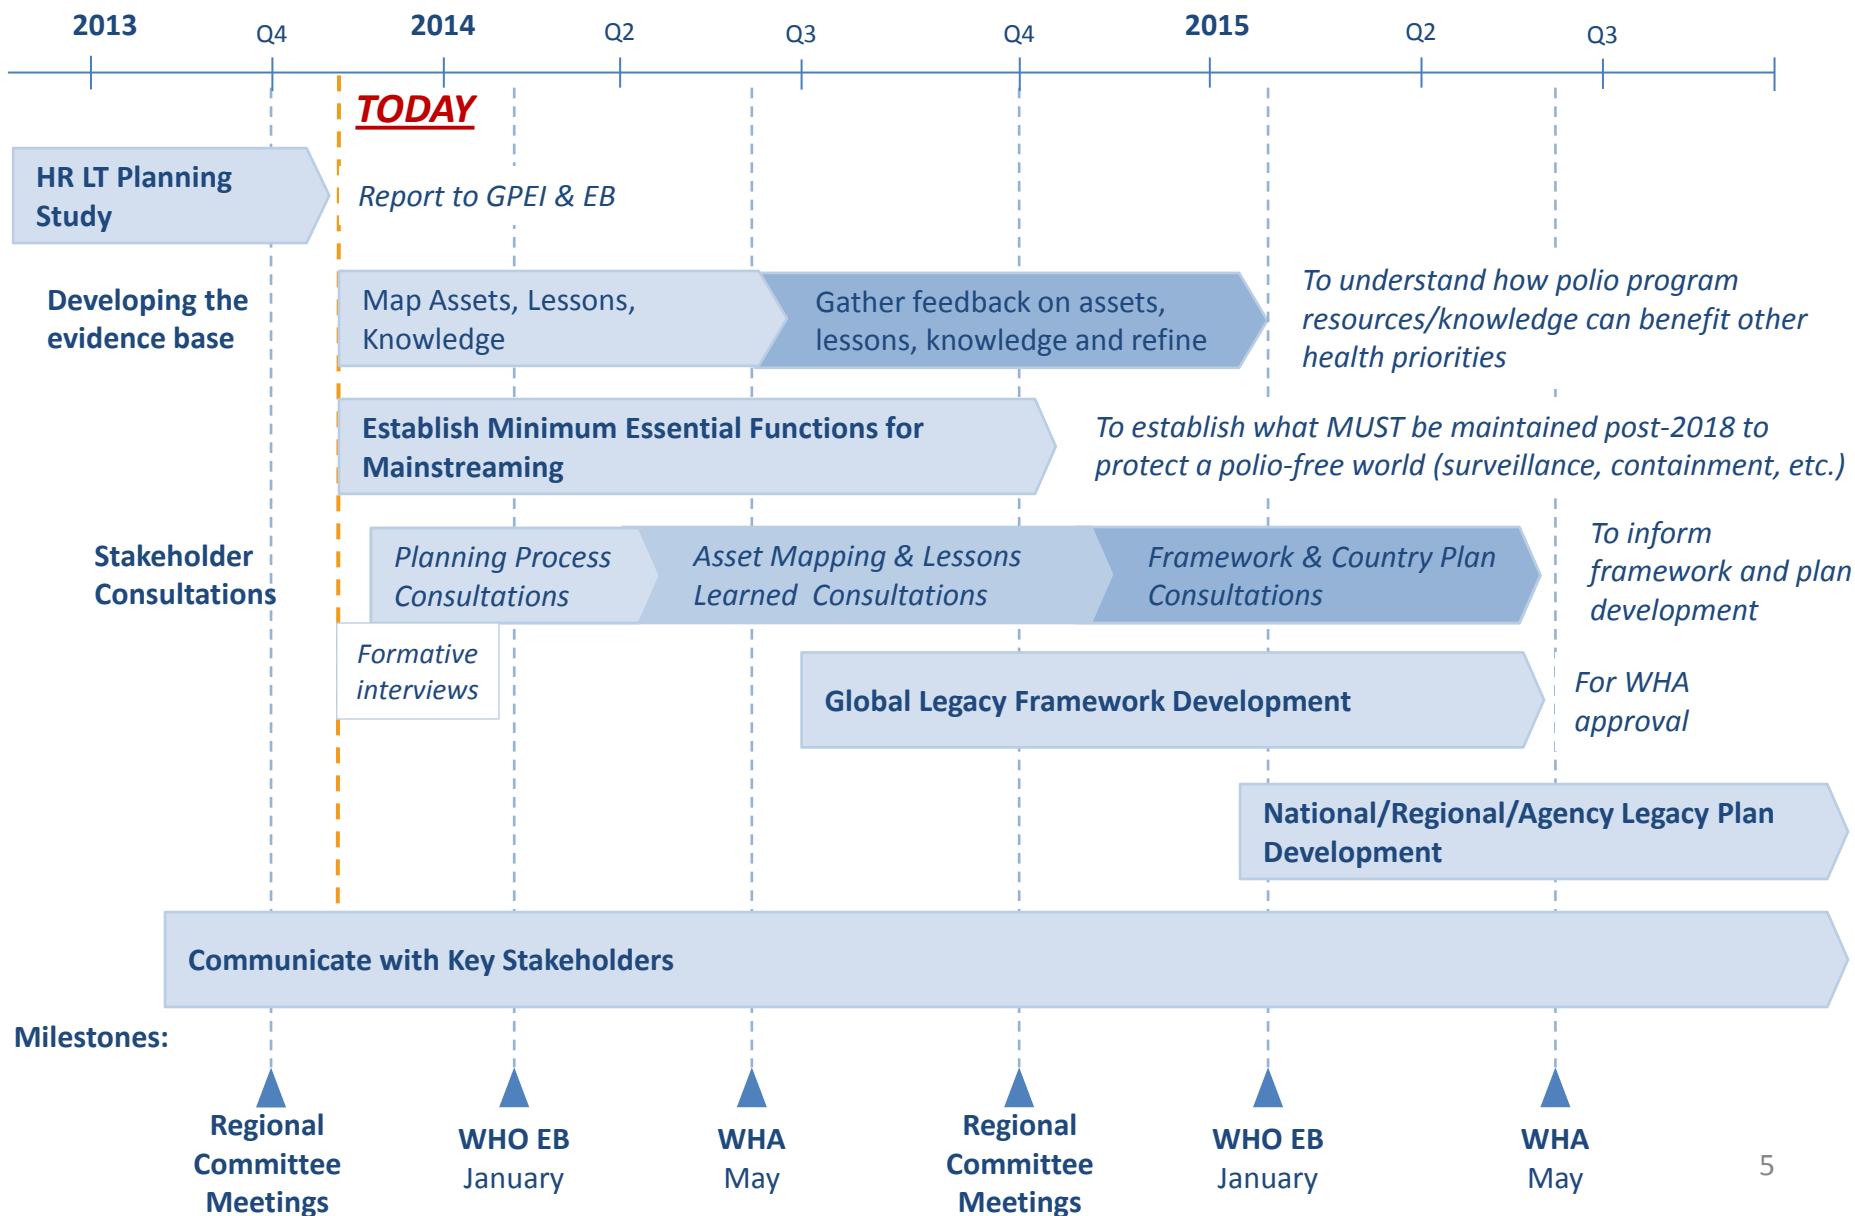 2013
Q4
2014
Q2
Q3
Q4
2015
Q2
Q3
TODAY
HR LT Planning
Study
Report to GPEI & EB
Developing the
evidence base
Map Assets, Lessons,
Knowledge
Gather feedback on assets,
lessons, knowledge and refine
To understand how polio program
resources/knowledge can benefit other
health priorities
Establish Minimum Essential Functions for
Mainstreaming
To establish what MUST be maintained post-2018 to
protect a polio-free world (surveillance, containment, etc.)
Stakeholder
Consultations
Planning Process
Consultations
Asset Mapping & Lessons
Learned Consultations
Framework & Country Plan
Consultations
To inform
framework and plan
development
Formative
interviews
Global Legacy Framework Development
For WHA
approval
National/Regional/Agency Legacy Plan
Development
Communicate with Key Stakeholders
Milestones:
Regional
Committee
Meetings
WHO EB
January
WHA
May
Regional
Committee
Meetings
WHO EB
January
WHA
May
5